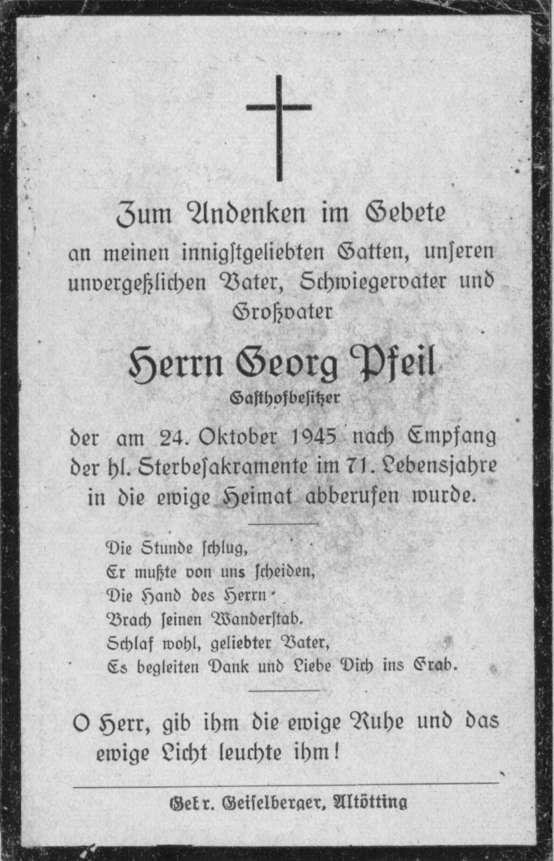 Zum Andenken im Gebete
an meinen innigstgeliebten Gatten, unseren
unvergeßlichen Vater, Schwiegervater und
Großvater
Herrn Georg Pfeil
Gasthofbesitzer
der am 24. Oktober 1945 nach Empfang
der hl. Sterbesakramente im 71. Lebensjahre
in die ewige Heimat abberufen wurde.
Die Stunde schlug,
Er mußte von uns scheiden,
Die Hand des Herrn
Brach seinen Wanderstab.
Schlaf wohl, geliebter Vater,
Es begleiten Dank und Liebe Dich ins Grab.
O Herr, gib ihm die ewige Ruhe und das
ewige Licht leuchte ihm!
Gebr. Geiselberger, Altötting